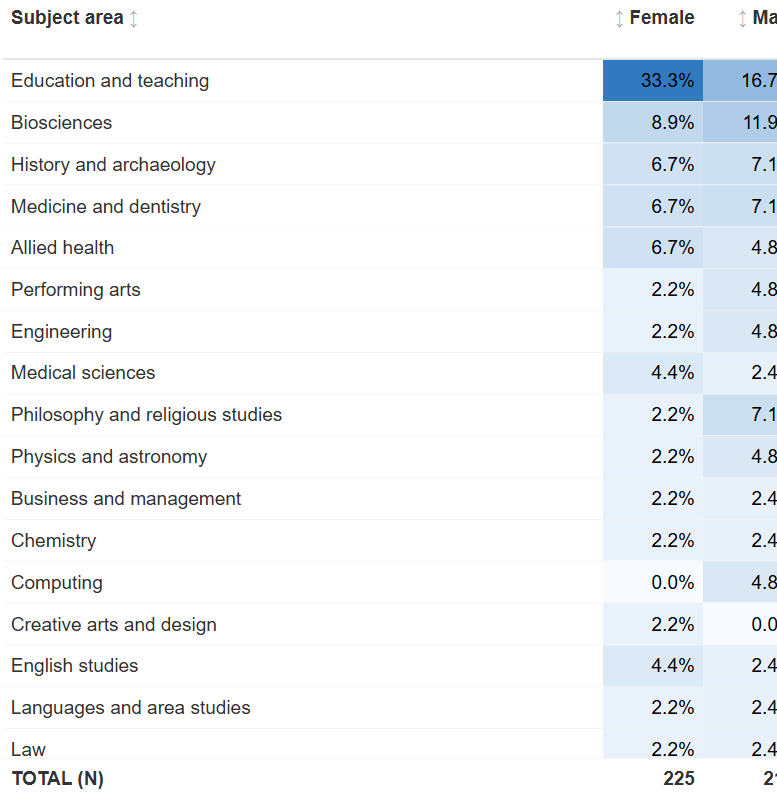 Subject area Female Ma
Education and teaching 33.3% 16.7
Biosciences 8.9% 11.9
History and archaeology 6.7% 7.1
Medicine and dentistry 6.7% 7.1
Allied health 6.7% 4.8
Performing arts 2.2% 4.8
Engineering 2.2% 4.8
Medical sciences 4.4% 2.4
Philosophy and religious studies 2.2% 7.1
Physics and astronomy 2.2% 4.8
Business and management 2.2% 2.4
Chemistry 2.2% 2.4
Computing 0.0% 4.8
Creative arts and design 2.2% 0.0
English studies 4.4% 2.4
Languages and area studies 2.2% 2.4
Law 2.2% 2.4
TOTAL (N) 225